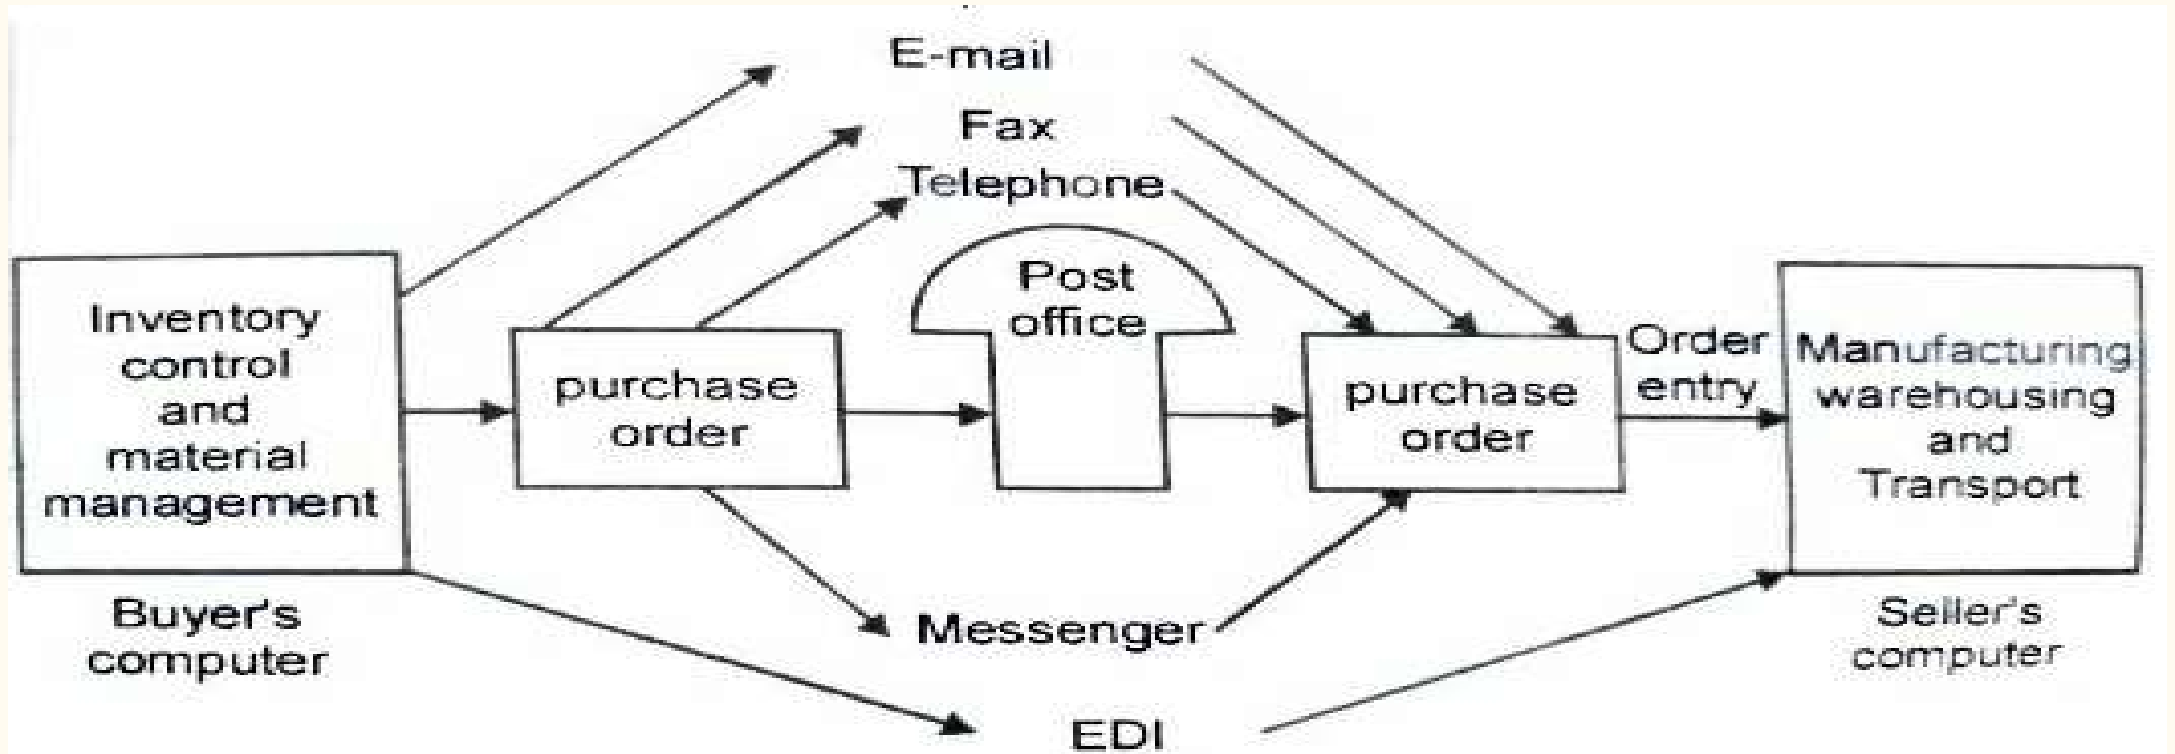 E-mail
Fax
Telephone
Post
office
Inventory
control
and
material
management
purchase
order
purchase
order
Order
entry
Manufacturing
warehousing
and
Transport
Buyer's
computer
Messenger
Seller's
computer
EDI